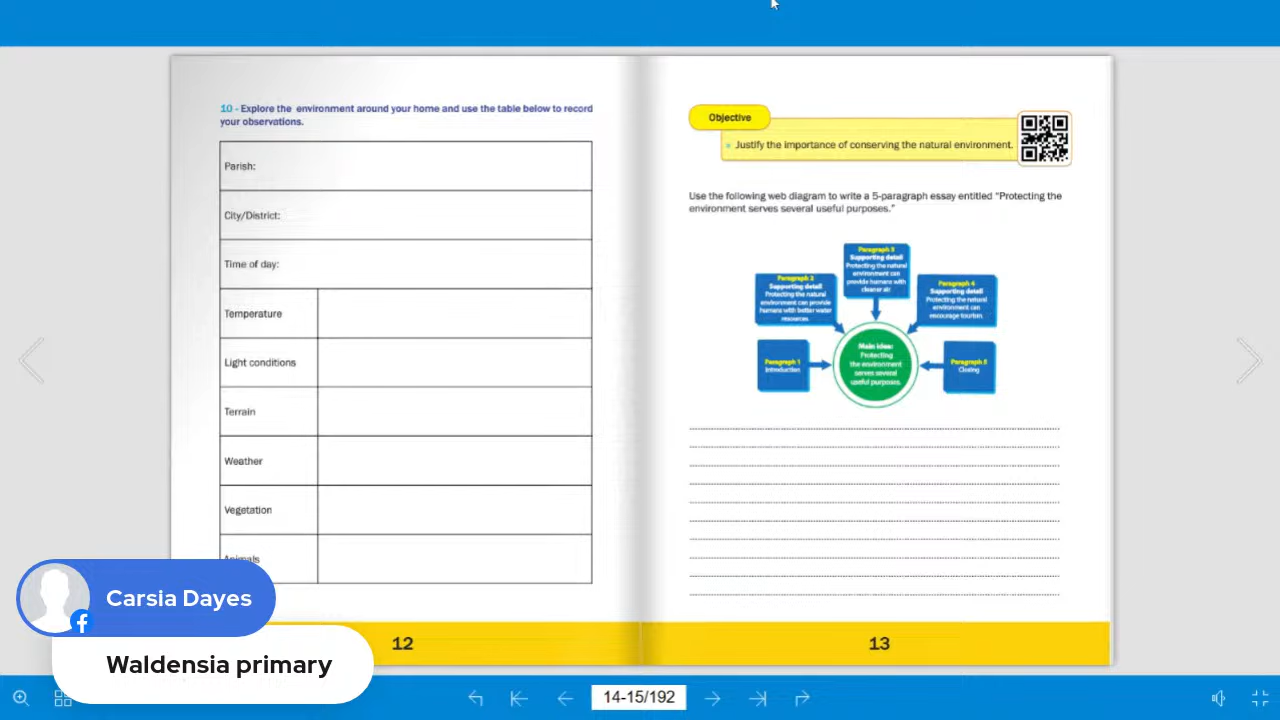 10 - Explore the environment around your home and use the table below to record
your observations.
Parish:
City/District:
Time of day:
Temperature
Light conditions
Terrain
Weather
Vegetation
Animals
12
Objective
Justify the importance of conserving the natural environment.
Use the following web diagram to write a 5-paragraph essay entitled “Protecting the
environment serves several useful purposes.”
Paragraph 3
Supporting detail
Protecting the natural
environment can
provide humans with
cleaner air
Paragraph 2
Supporting detail
Protecting the natural
environment can provide
humans with better water
resources.
Paragraph 4
Supporting detail
Protecting the natural
environment can
encourage tourism.
Paragraph 1
Introduction
Main idea:
Protecting
the environment
serves several
useful purposes.
Paragraph 5
Closing
13
Carsia Dayes
Waldensia primary
14-15/192